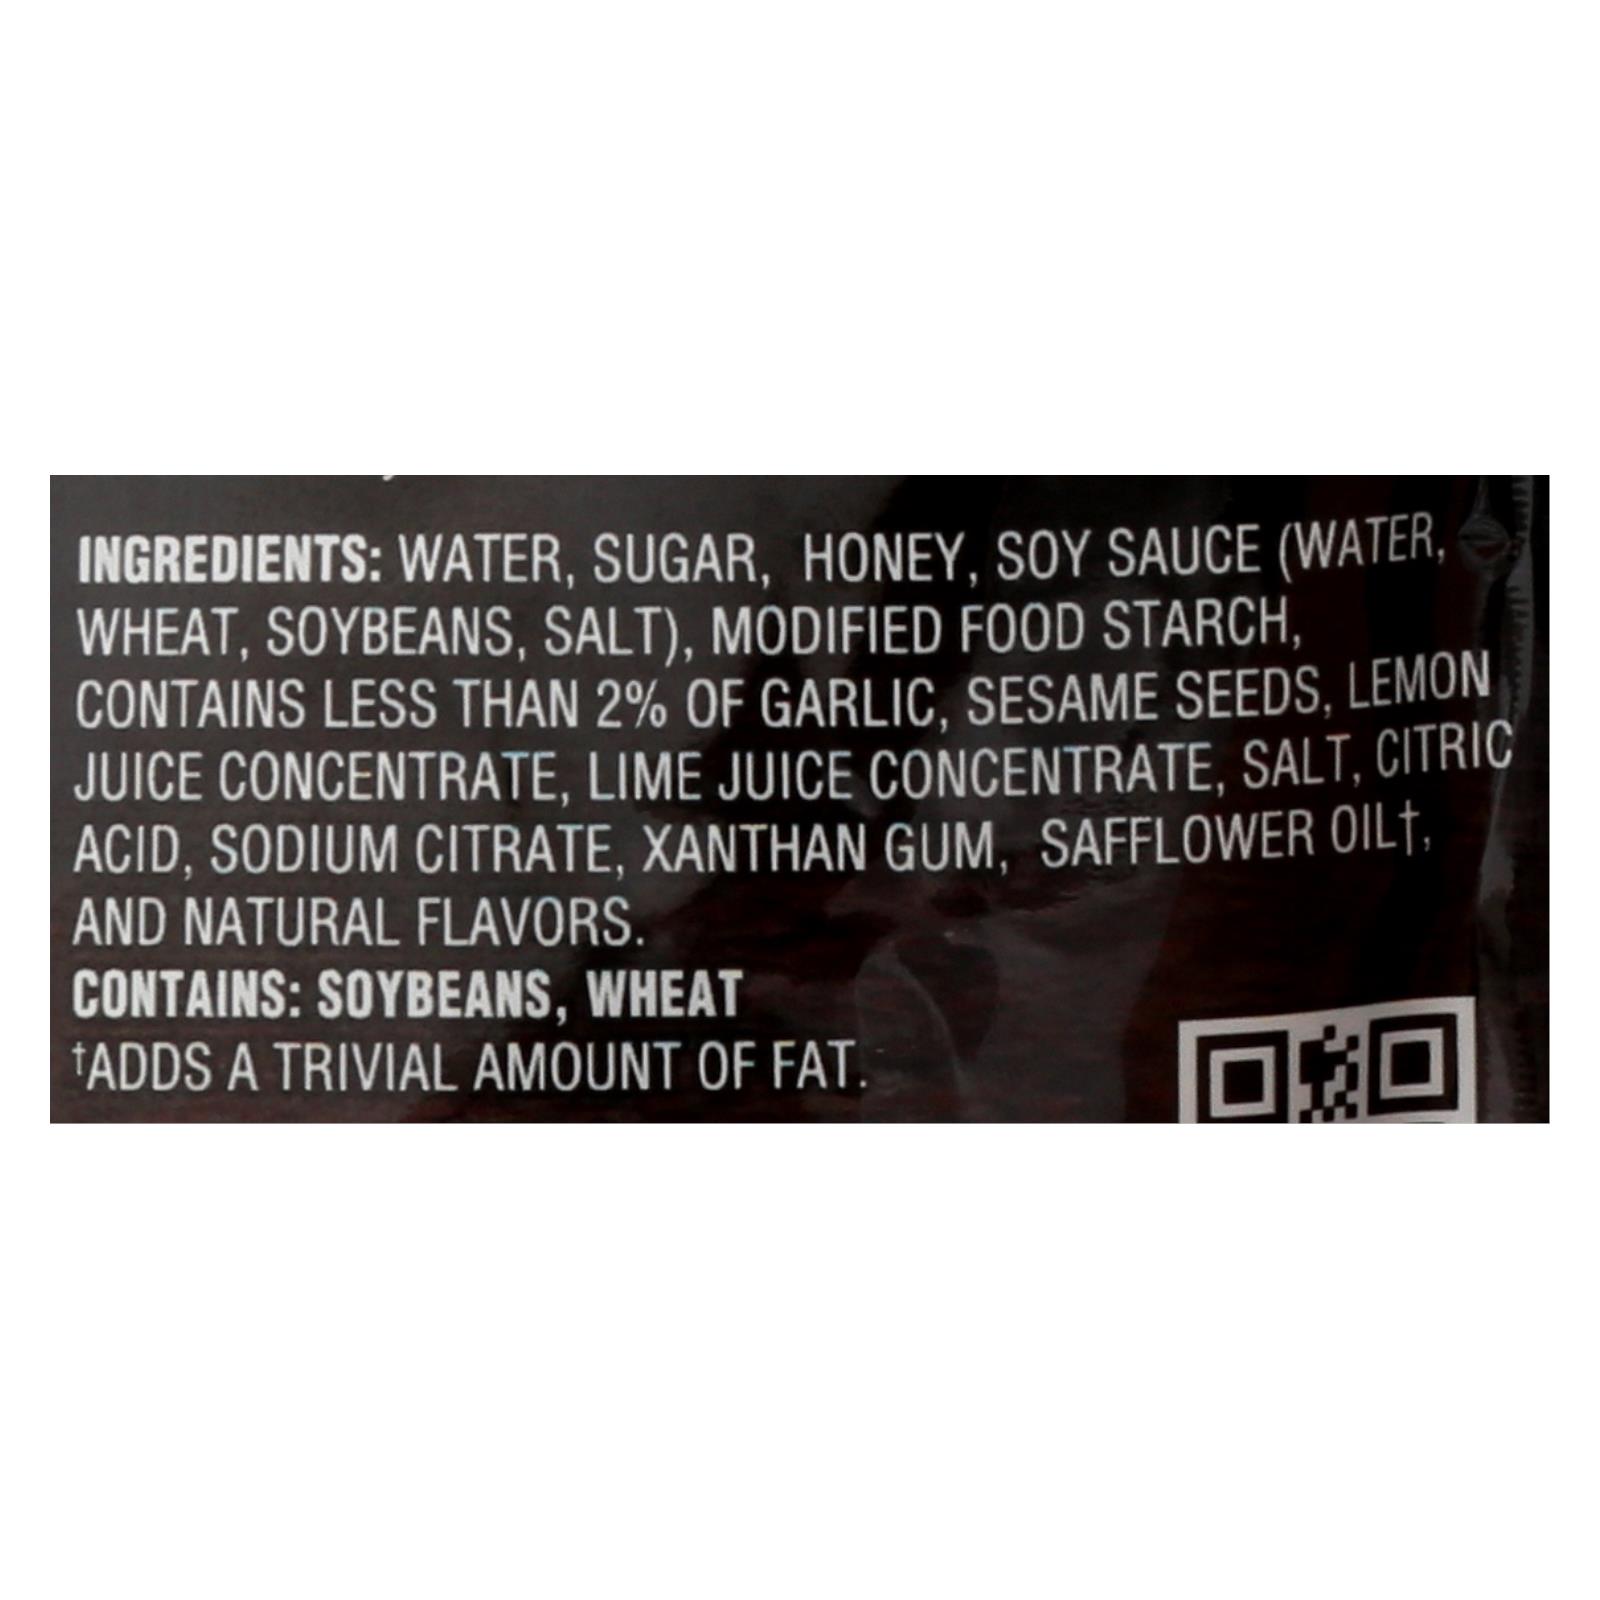 INGREDIENTS: WATER, SUGAR, HONEY, SOY SAUCE (WATER,
WHEAT, SOYBEANS, SALT), MODIFIED FOOD STARCH,
CONTAINS LESS THAN 2% OF GARLIC, SESAME SEEDS, LEMON
JUICE CONCENTRATE, LIME JUICE CONCENTRATE, SALT, CITRIC
ACID, SODIUM CITRATE, XANTHAN GUM, SAFFLOWER OIL†,
AND NATURAL FLAVORS.
CONTAINS: SOYBEANS, WHEAT
†ADDS A TRIVIAL AMOUNT OF FAT.